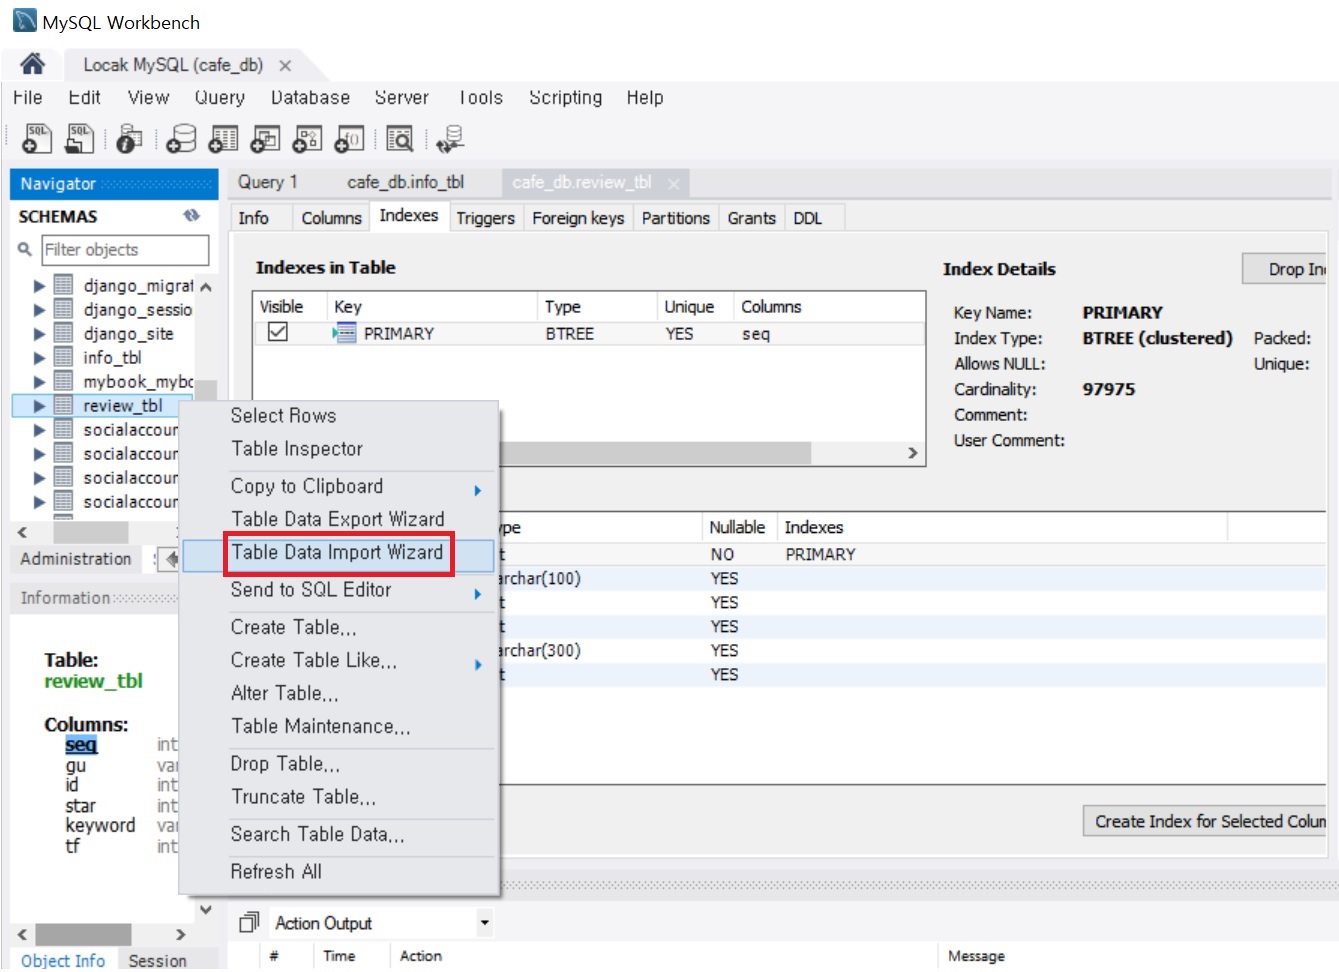 MySQL Workbench
Locak MySQL (cafe_db)
File Edit View Query Database Server Tools Scripting Help
Navigator
SCHEMAS
Filter objects
django_migrat
django_sessio
django_site
info_tbl
mybook_mybo
review_tbl
socialaccour
socialaccour
socialaccour
socialaccour
Administration
Information
Table:
review_tbl
Columns:
seq int
gu var
id int
star int
keyword var
tf int
Object Info Session
Query 1 cafe_db.info_tbl cafe_db.review_tbl
Info Columns Indexes Triggers Foreign keys Partitions Grants DDL
Indexes in Table
Visible Key Type Unique Columns
PRIMARY BTREE YES seq
Index Details
Drop In
Key Name: PRIMARY
Index Type: BTREE (clustered) Packed:
Allows NULL: Unique:
Cardinality: 97975
Comment:
User Comment:
Select Rows
Table Inspector
Copy to Clipboard
Table Data Export Wizard
Table Data Import Wizard
Send to SQL Editor
Create Table...
Create Table Like...
Alter Table...
Table Maintenance...
Drop Table...
Truncate Table...
Search Table Data...
Refresh All
ype Nullable Indexes
t NO PRIMARY
archar(100) YES
t YES
t YES
archar(300) YES
t YES
Create Index for Selected Colum
Action Output
# Time Action Message